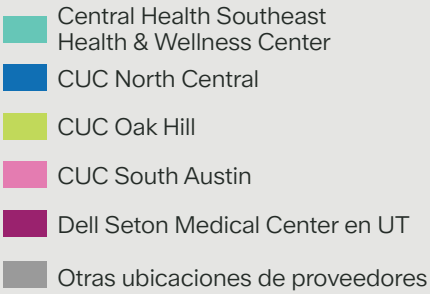 Central Health Southeast
Health & Wellness Center
CUC North Central
CUC Oak Hill
CUC South Austin
Dell Seton Medical Center en UT
Otras ubicaciones de proveedores